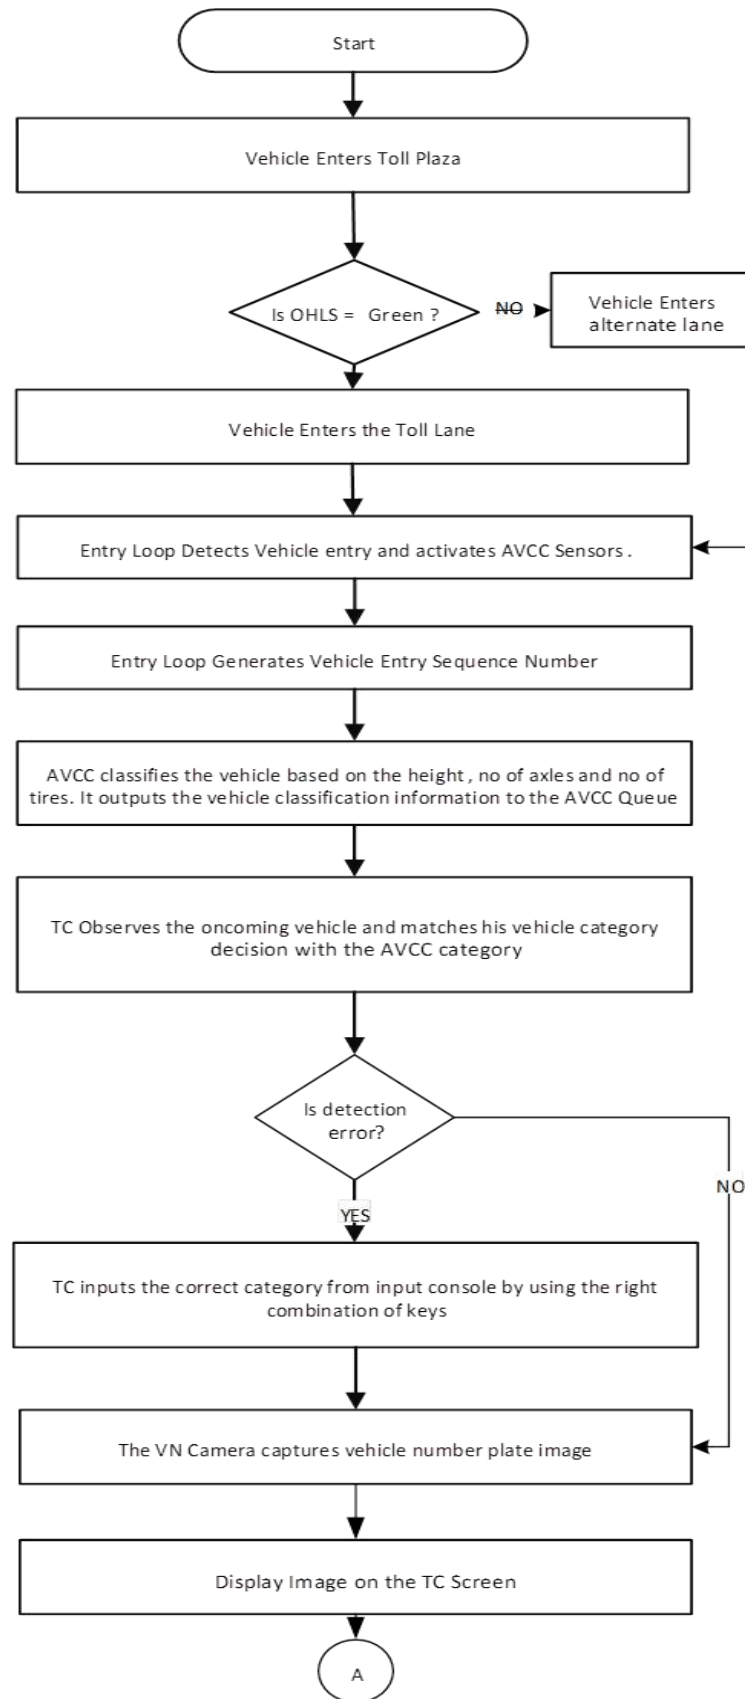 Start
Vehicle Enters Toll Plaza
Is OHLS = Green ?
NO
Vehicle Enters
alternate lane
Vehicle Enters the Toll Lane
Entry Loop Detects Vehicle entry and activates AVCC Sensors .
Entry Loop Generates Vehicle Entry Sequence Number
AVCC classifies the vehicle based on the height , no of axles and no of
tires. It outputs the vehicle classification information to the AVCC Queue
TC Observes the oncoming vehicle and matches his vehicle category
decision with the AVCC category
Is detection
error?
NO
YES
TC inputs the correct category from input console by using the right
combination of keys
The VN Camera captures vehicle number plate image
Display Image on the TC Screen
A